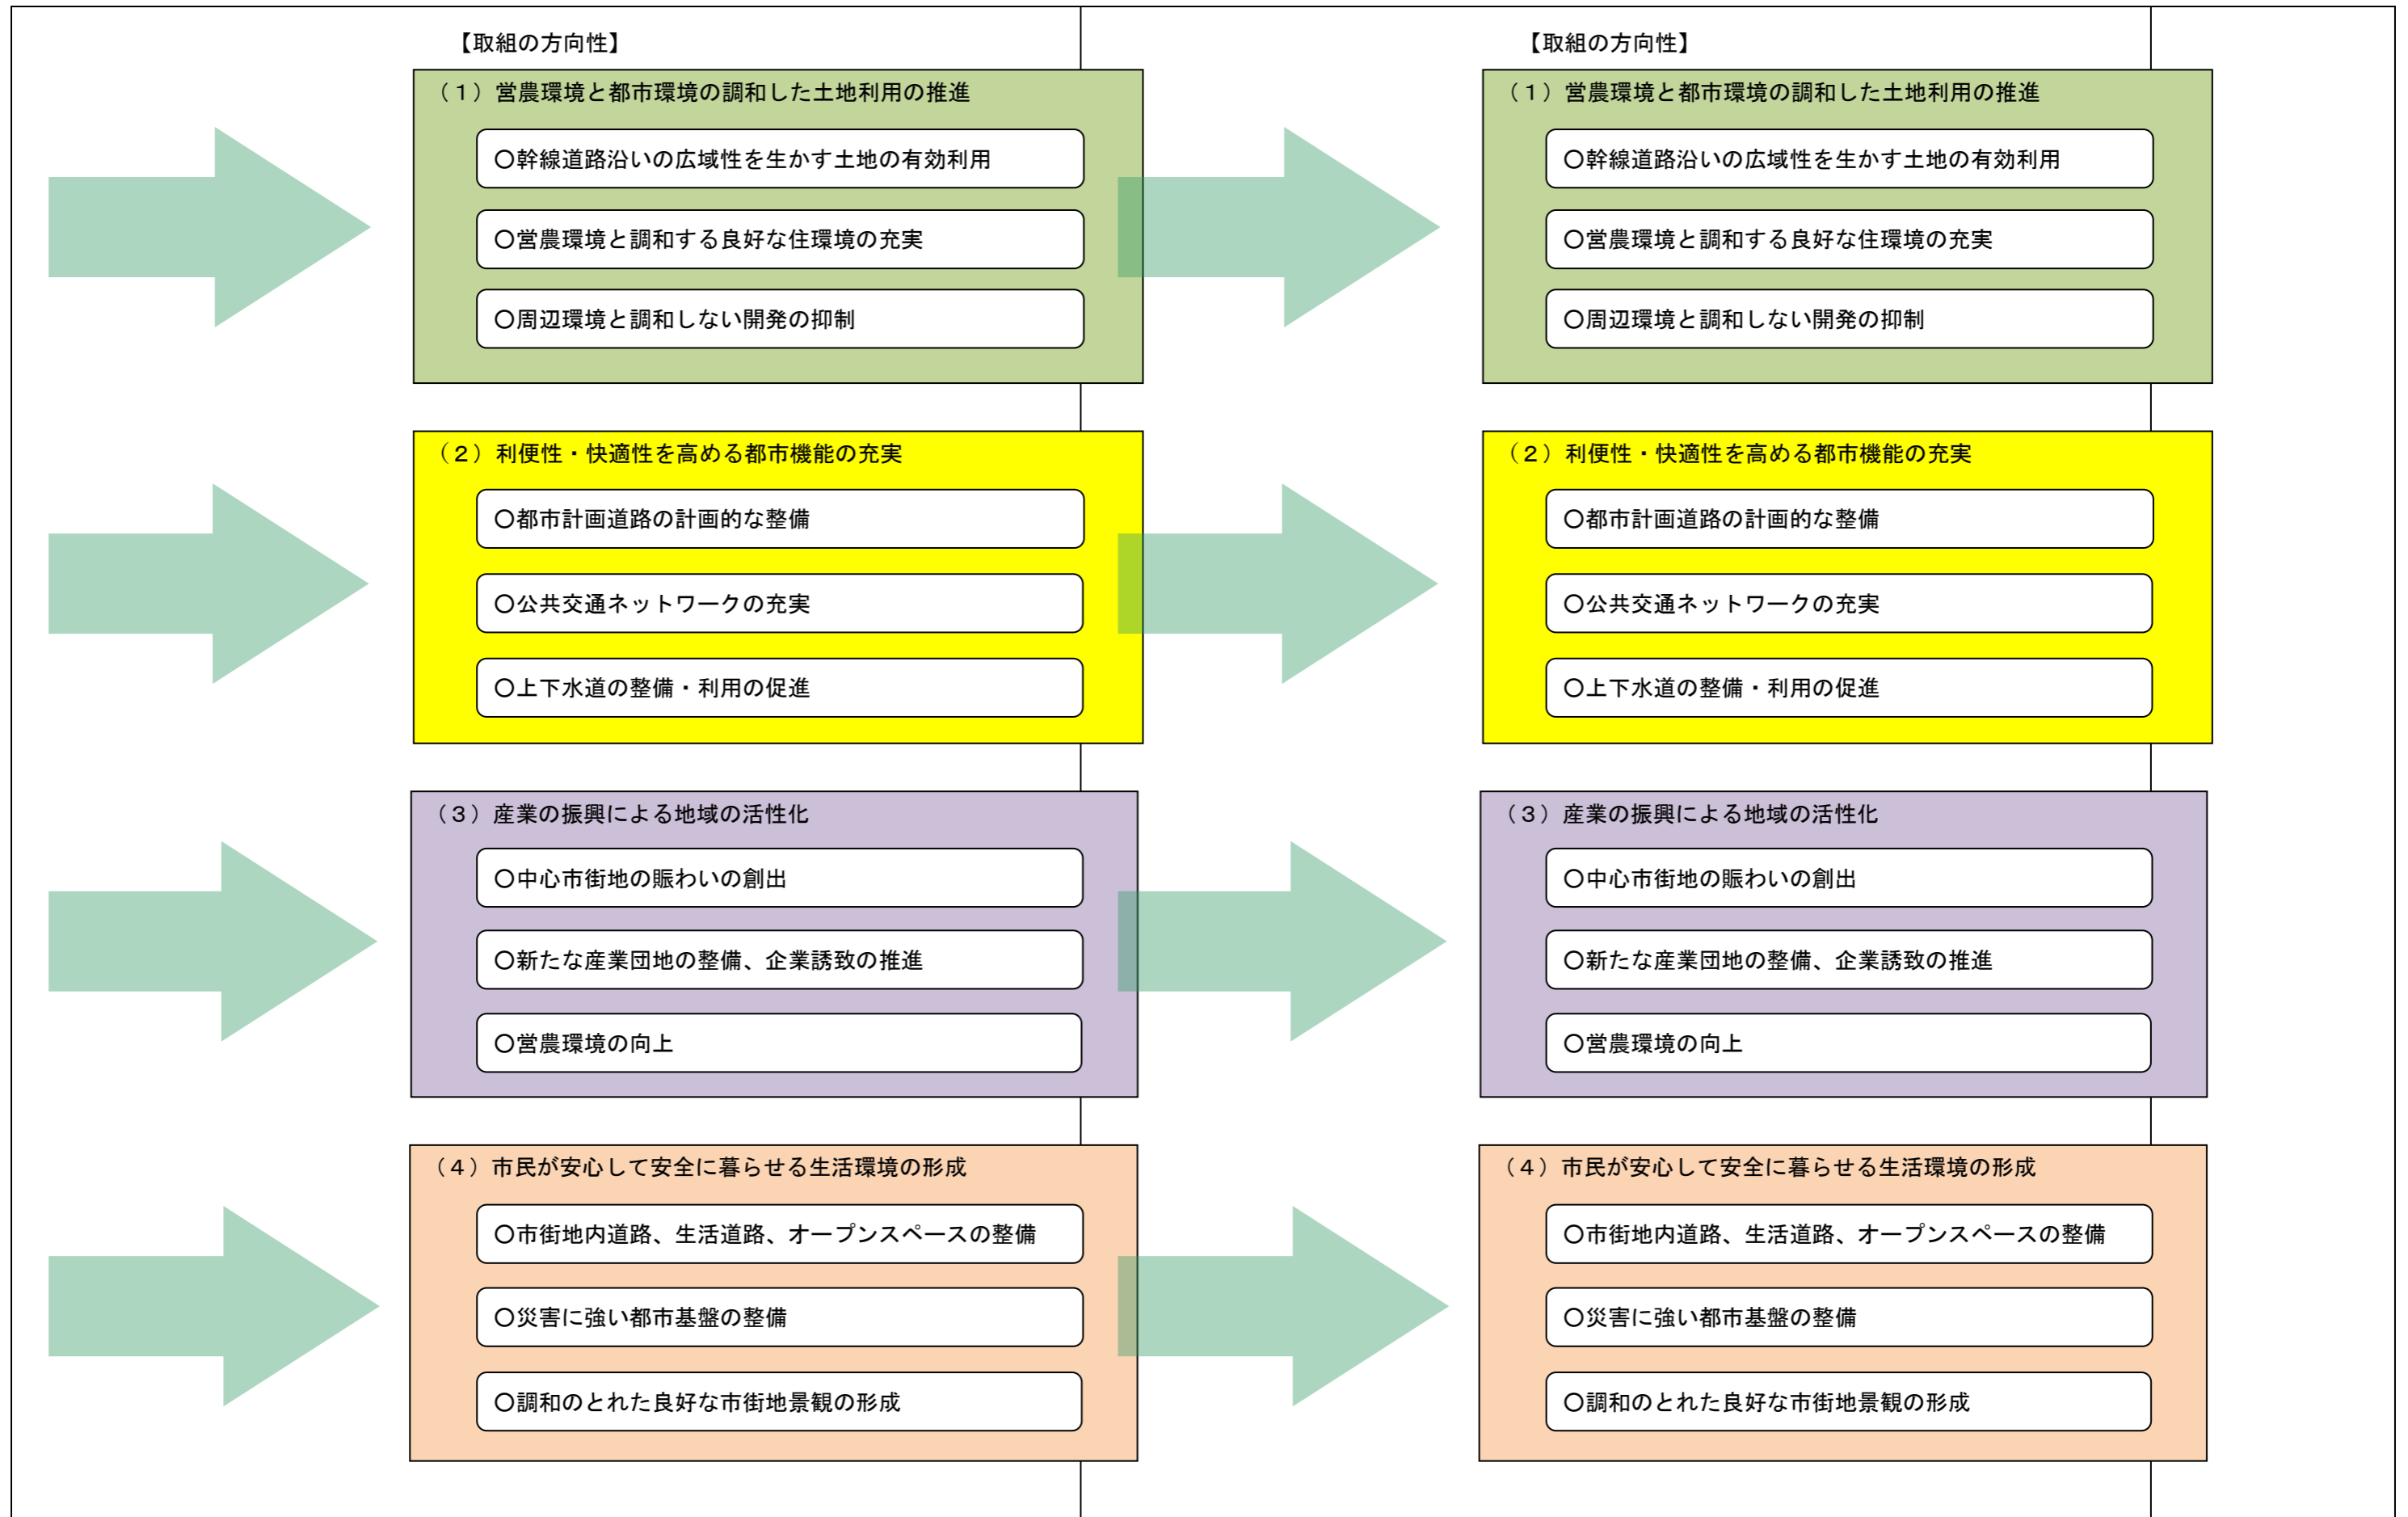 【取組の方向性】
（１）営農環境と都市環境の調和した土地利用の推進
○幹線道路沿いの広域性を生かす土地の有効利用
○営農環境と調和する良好な住環境の充実
○周辺環境と調和しない開発の抑制
（２）利便性・快適性を高める都市機能の充実
○都市計画道路の計画的な整備
○公共交通ネットワークの充実
○上下水道の整備・利用の促進
（３）産業の振興による地域の活性化
○中心市街地の賑わいの創出
○新たな産業団地の整備、企業誘致の推進
○営農環境の向上
（４）市民が安心して安全に暮らせる生活環境の形成
○市街地内道路、生活道路、オープンスペースの整備
○災害に強い都市基盤の整備
○調和のとれた良好な市街地景観の形成
【取組の方向性】
（１）営農環境と都市環境の調和した土地利用の推進
○幹線道路沿いの広域性を生かす土地の有効利用
○営農環境と調和する良好な住環境の充実
○周辺環境と調和しない開発の抑制
（２）利便性・快適性を高める都市機能の充実
○都市計画道路の計画的な整備
○公共交通ネットワークの充実
○上下水道の整備・利用の促進
（３）産業の振興による地域の活性化
○中心市街地の賑わいの創出
○新たな産業団地の整備、企業誘致の推進
○営農環境の向上
（４）市民が安心して安全に暮らせる生活環境の形成
○市街地内道路、生活道路、オープンスペースの整備
○災害に強い都市基盤の整備
○調和のとれた良好な市街地景観の形成